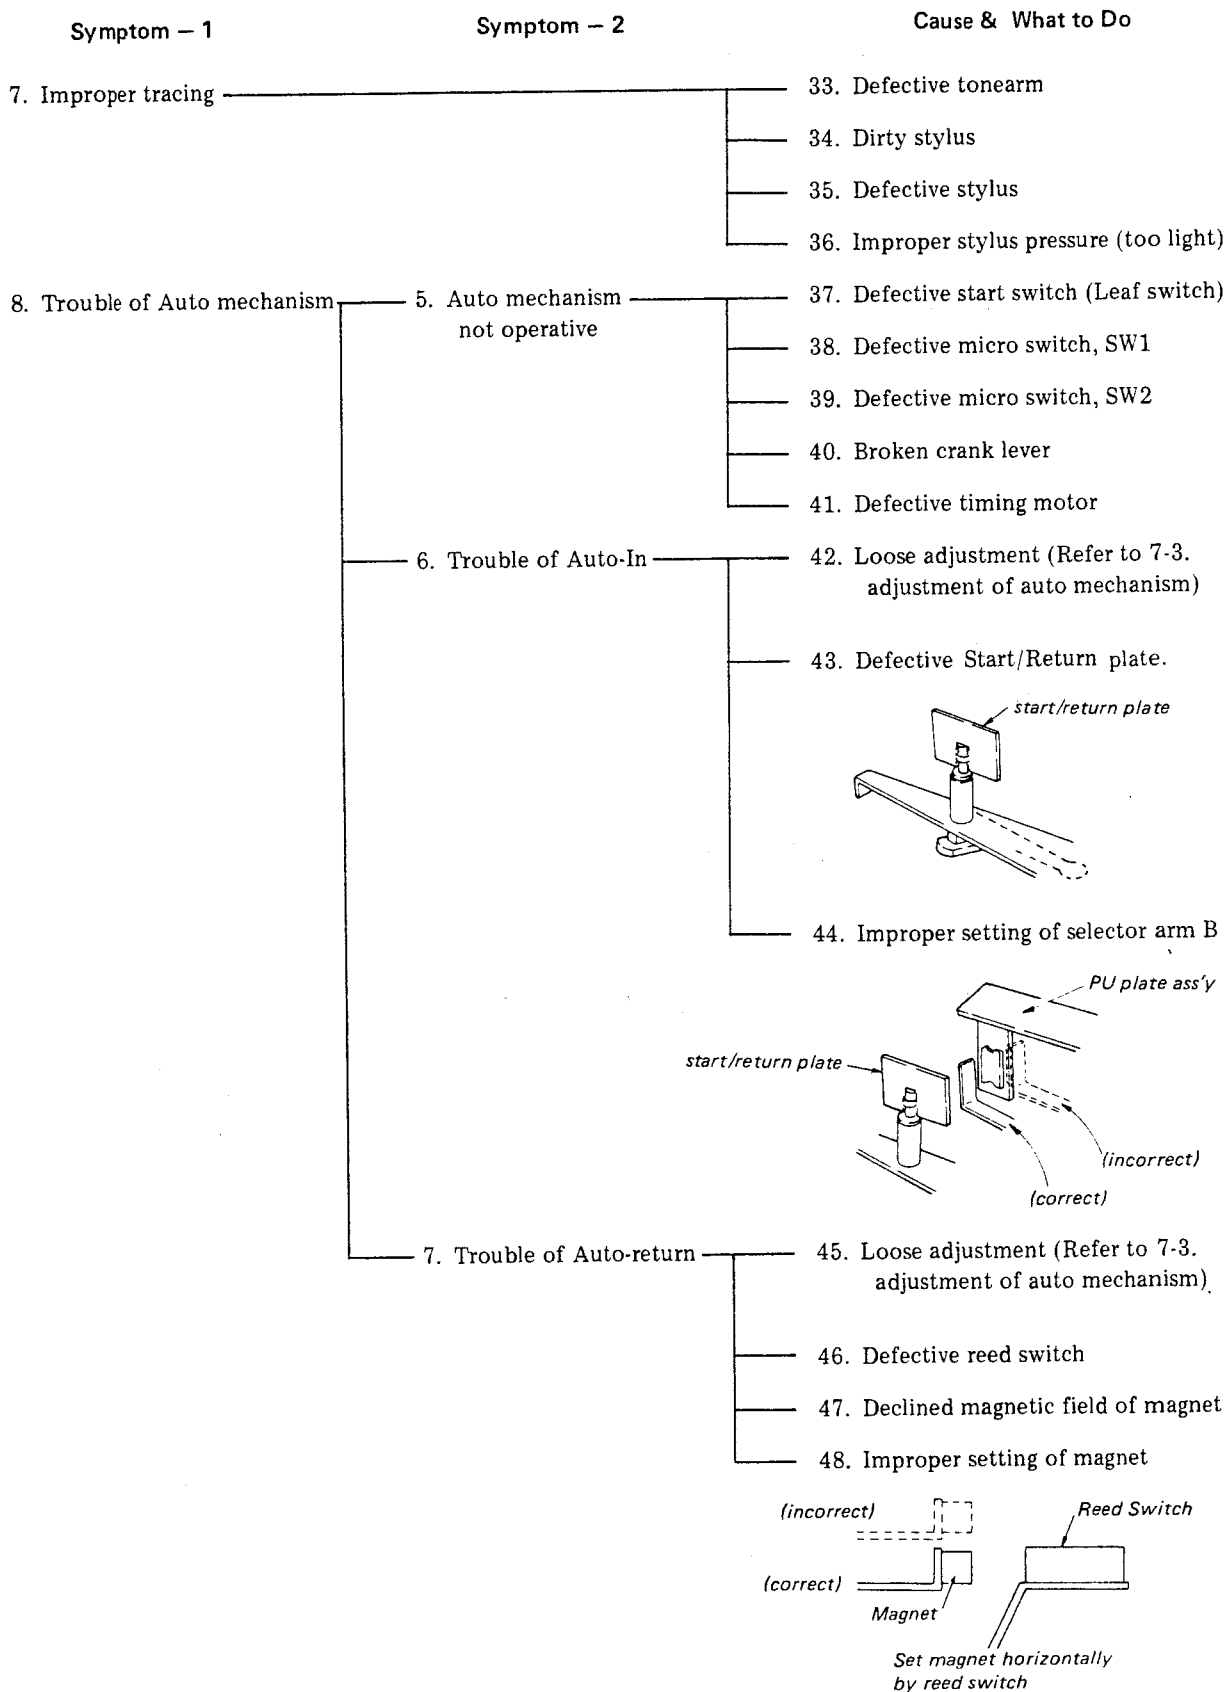 Symptom — 1
Symptom — 2
Cause & What to Do
7. Improper tracing
33. Defective tonearm
34. Dirty stylus
35. Defective stylus
36. Improper stylus pressure (too light)
8. Trouble of Auto mechanism
5. Auto mechanism
not operative
37. Defective start switch (Leaf switch)
38. Defective micro switch, SW1
39. Defective micro switch, SW2
40. Broken crank lever
41. Defective timing motor
6. Trouble of Auto-In
42. Loose adjustment (Refer to 7-3.
adjustment of auto mechanism)
43. Defective Start/Return plate.
start/return plate
44. Improper setting of selector arm B
PU plate ass'y
start/return plate
(incorrect)
(correct)
7. Trouble of Auto-return
45. Loose adjustment (Refer to 7-3.
adjustment of auto mechanism)
46. Defective reed switch
47. Declined magnetic field of magnet
48. Improper setting of magnet
(incorrect)
Reed Switch
(correct)
Magnet
Set magnet horizontally
by reed switch